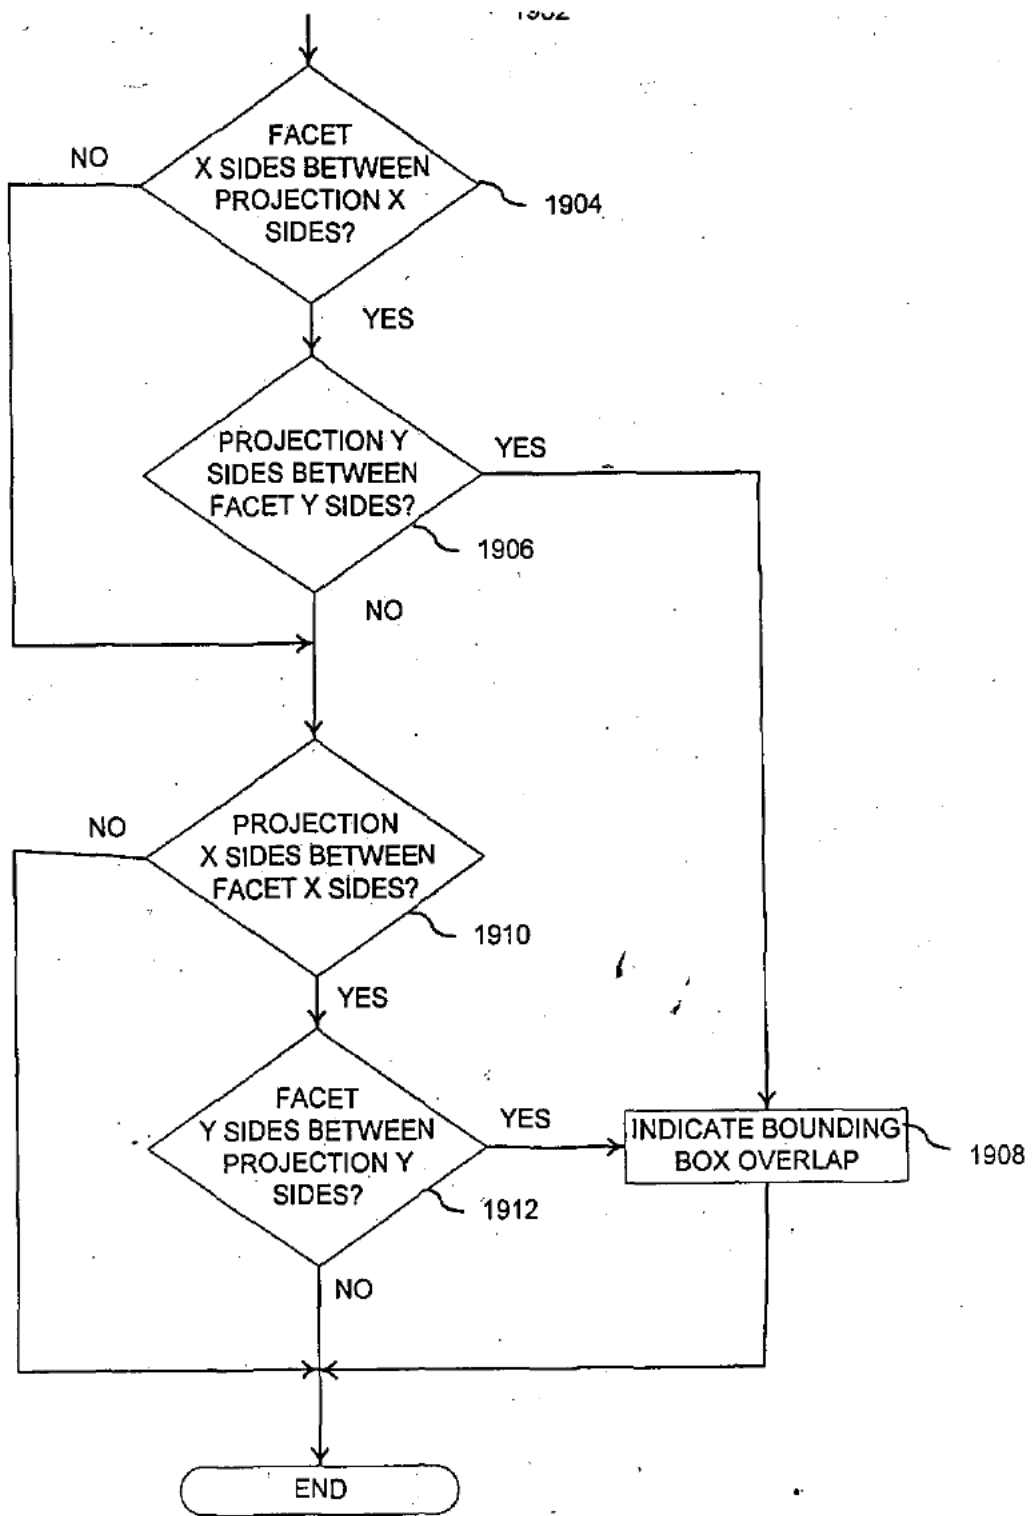 NO
FACET
X SIDES BETWEEN
PROJECTION X
SIDES?
1904
YES
PROJECTION Y
SIDES BETWEEN
FACET Y SIDES?
YES
1906
NO
NO
PROJECTION
X SIDES BETWEEN
FACET X SIDES?
1910
YES
FACET
Y SIDES BETWEEN
PROJECTION Y
SIDES?
YES
1912
INDICATE BOUNDING
BOX OVERLAP
1908
NO
END